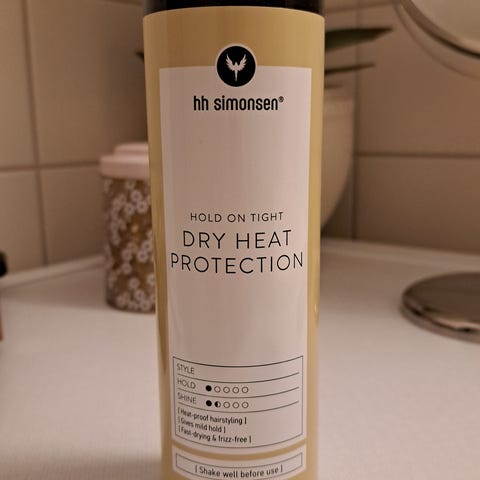 hh simonsen®
HOLD ON TIGHT
DRY HEAT
PROTECTION
STYLE
HOLD
SHINE
[Heat-proof hairstyling]
[Gives mild hold]
[Fast-drying & frizz-free]
[Shake well before use]